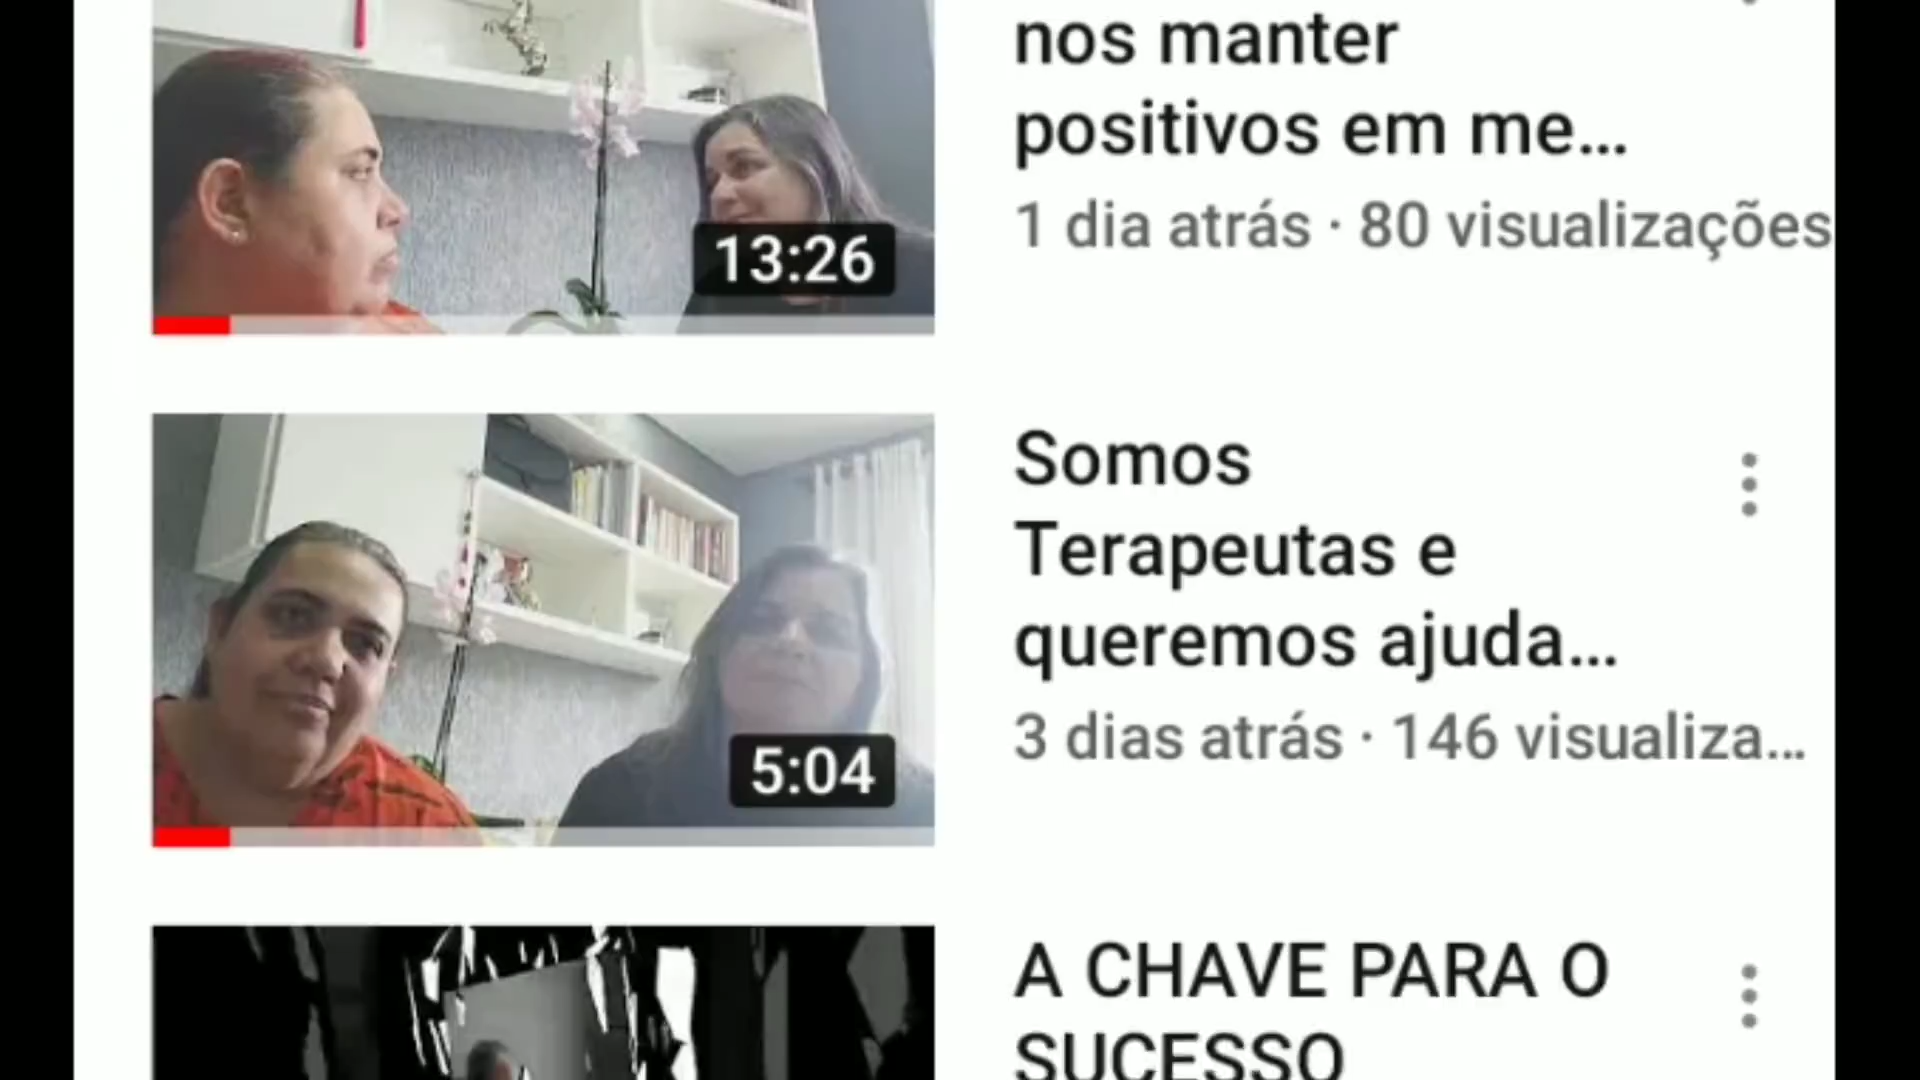 nos manter
positivos em me...
1 dia atrás · 80 visualizações
13:26
Somos
Terapeutas e
queremos ajuda...
3 dias atrás · 146 visualiza...
5:04
A CHAVE PARA O
SUCESSO